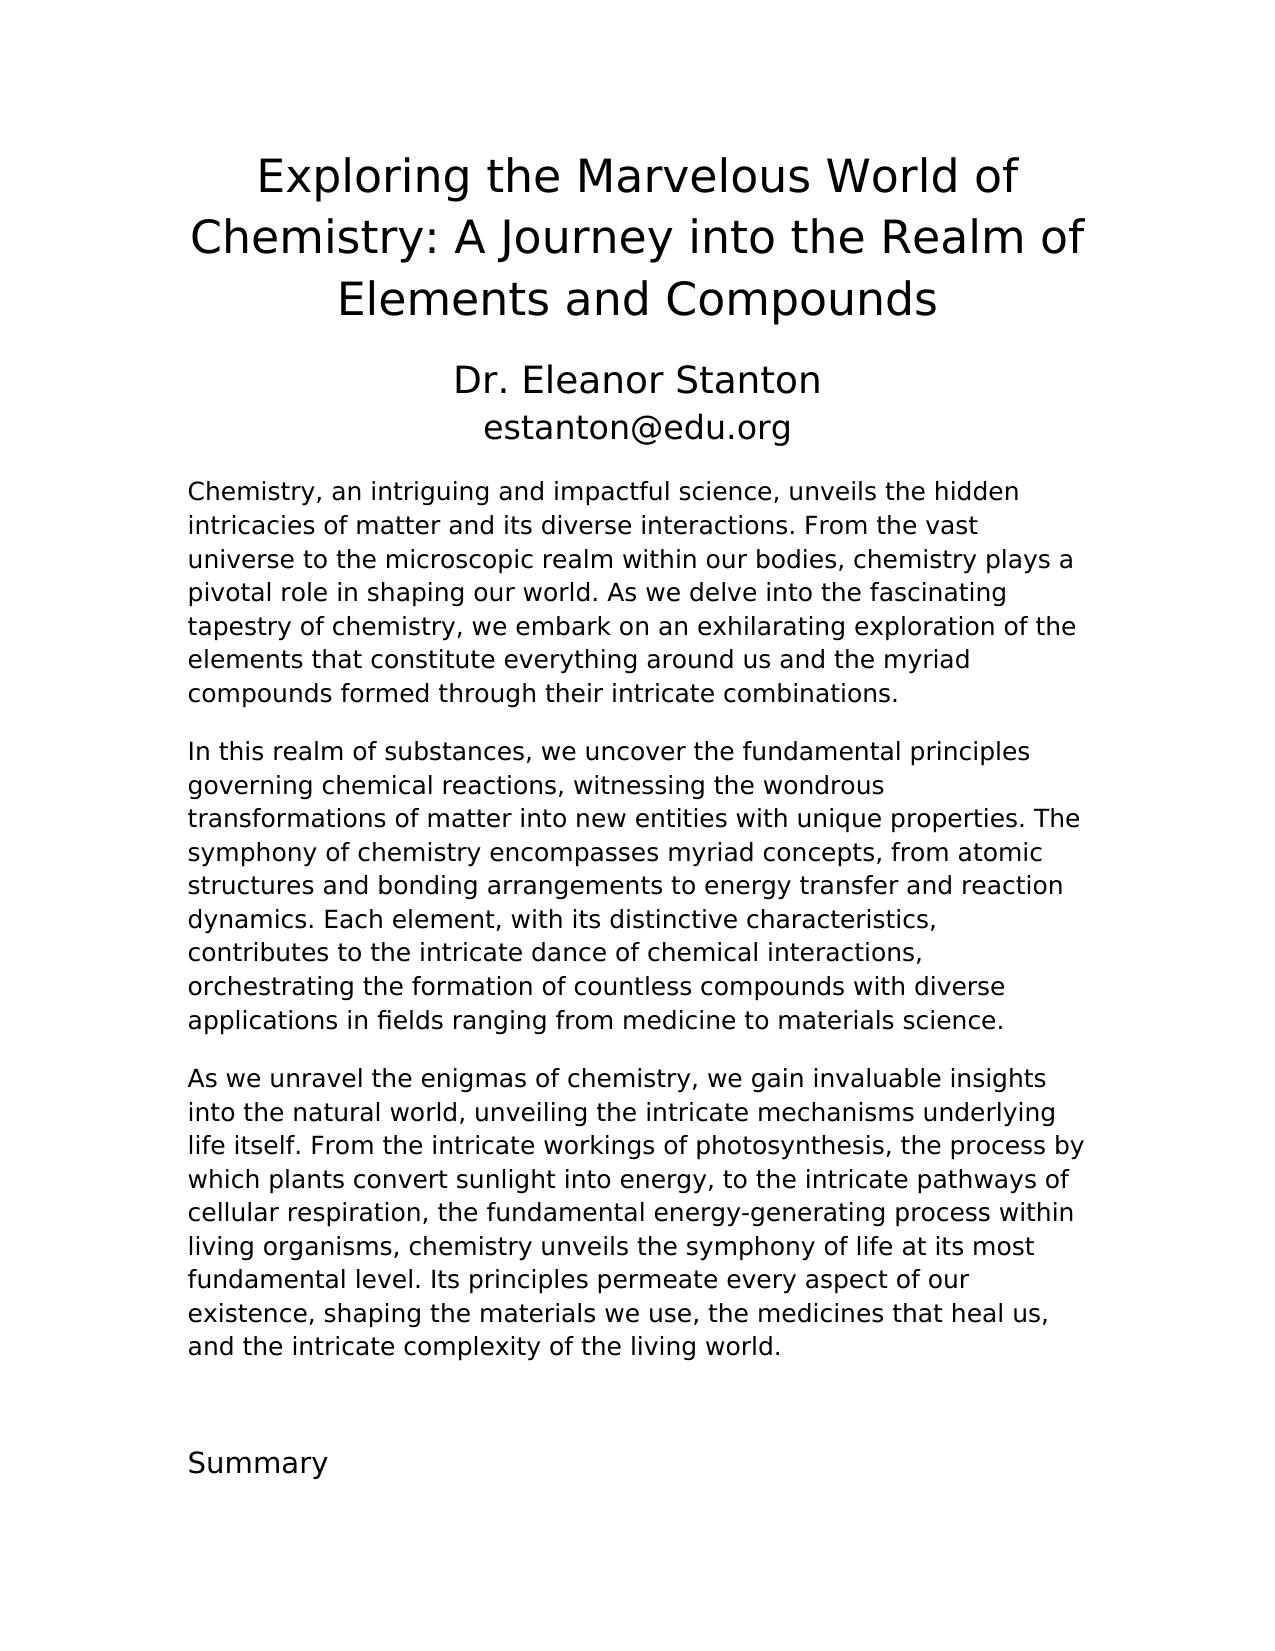 Exploring the Marvelous World of
Chemistry: A Journey into the Realm of
Elements and Compounds
Dr. Eleanor Stanton
estanton@edu.org
Chemistry, an intriguing and impactful science, unveils the hidden
intricacies of matter and its diverse interactions. From the vast
universe to the microscopic realm within our bodies, chemistry plays a
pivotal role in shaping our world. As we delve into the fascinating
tapestry of chemistry, we embark on an exhilarating exploration of the
elements that constitute everything around us and the myriad
compounds formed through their intricate combinations.
In this realm of substances, we uncover the fundamental principles
governing chemical reactions, witnessing the wondrous
transformations of matter into new entities with unique properties. The
symphony of chemistry encompasses myriad concepts, from atomic
structures and bonding arrangements to energy transfer and reaction
dynamics. Each element, with its distinctive characteristics,
contributes to the intricate dance of chemical interactions,
orchestrating the formation of countless compounds with diverse
applications in fields ranging from medicine to materials science.
As we unravel the enigmas of chemistry, we gain invaluable insights
into the natural world, unveiling the intricate mechanisms underlying
life itself. From the intricate workings of photosynthesis, the process by
which plants convert sunlight into energy, to the intricate pathways of
cellular respiration, the fundamental energy-generating process within
living organisms, chemistry unveils the symphony of life at its most
fundamental level. Its principles permeate every aspect of our
existence, shaping the materials we use, the medicines that heal us,
and the intricate complexity of the living world.
Summary